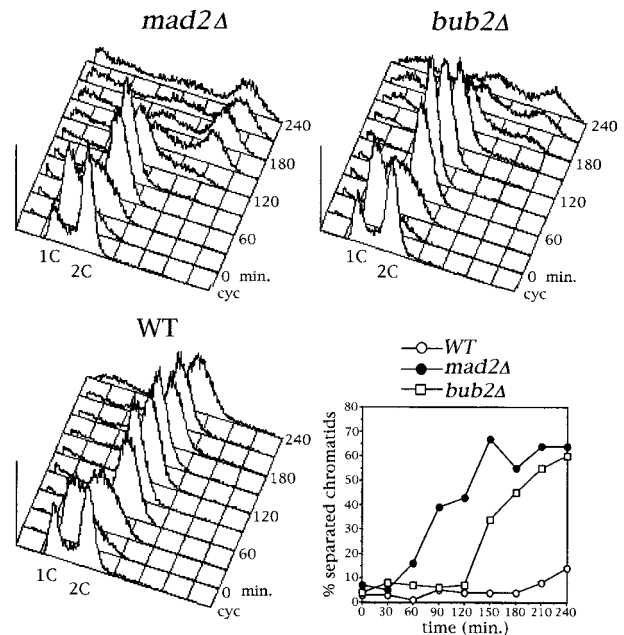 mad2Δ
bub2Δ
240
180
120
60
0 min.
cyc
1C
2C
240
180
120
60
0 min.
cyc
1C
2C
WT
240
180
120
60
0 min.
cyc
1C
2C
WT
mad2Δ
bub2Δ
% separated chromatids
80
70
60
50
40
30
20
10
0
0 30 60 90 120 150 180 210 240
time (min.)